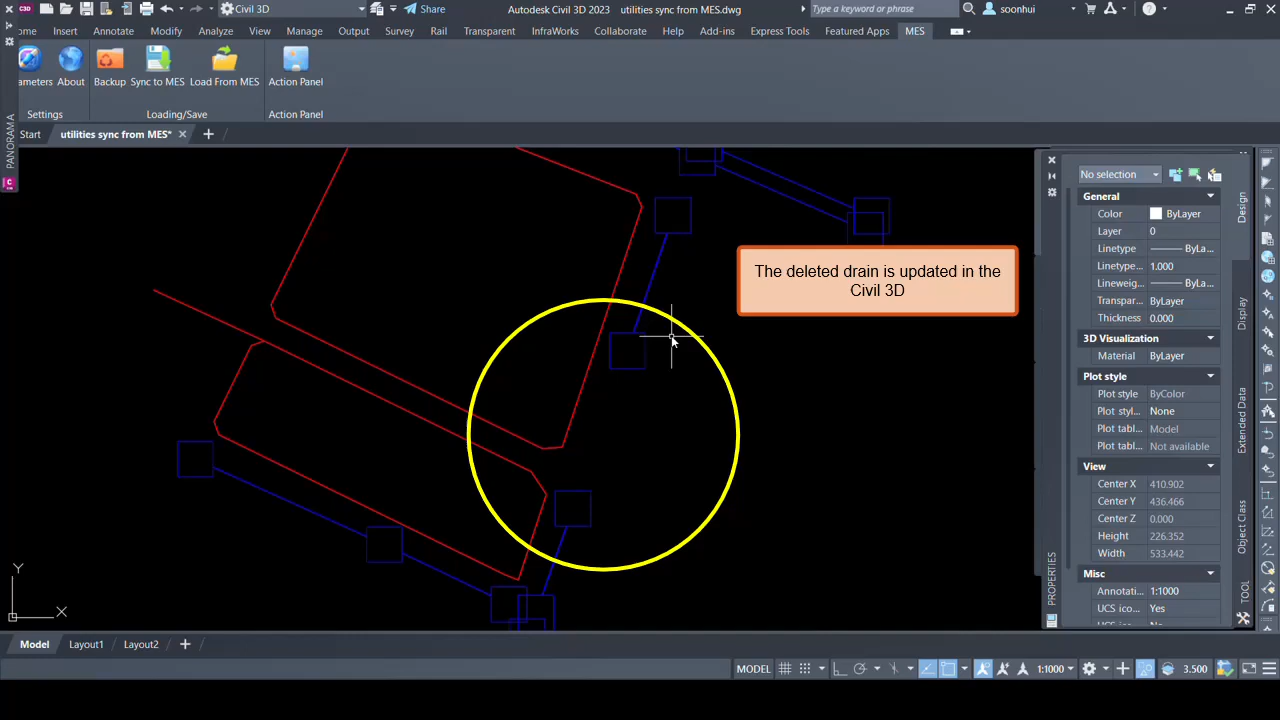 Civil 3D
Share
Autodesk Civil 3D 2023 utilities sync from MES.dwg
Type a keyword or phrase
soonhui
ome Insert Annotate Modify Analyze View Manage Output Survey Rail Transparent InfraWorks Collaborate Help Add-ins Express Tools Featured Apps MES
ameters About Backup Sync to MES Load From MES Action Panel
Settings Loading/Save Action Panel
Start utilities sync from MES*
PANORAMA
The deleted drain is updated in the
Civil 3D
No selection
General
Color ByLayer
Layer 0
Linetype ByLa...
Linetype... 1.000
Lineweig... ByLa...
Transpar... ByLayer
Thickness 0.000
3D Visualization
Material ByLayer
Plot style
Plot style ByColor
Plot styl... None
Plot tabl... Model
Plot tabl... Not available
View
Center X 410.902
Center Y 436.466
Center Z 0.000
Height 226.352
Width 533.442
Misc
Annotati... 1:1000
UCS ico... Yes
Design
Display
Extended Data
Object Class
PROPERTIES
TOOL
Y
X
Model Layout1 Layout2
MODEL 1:1000 3.500